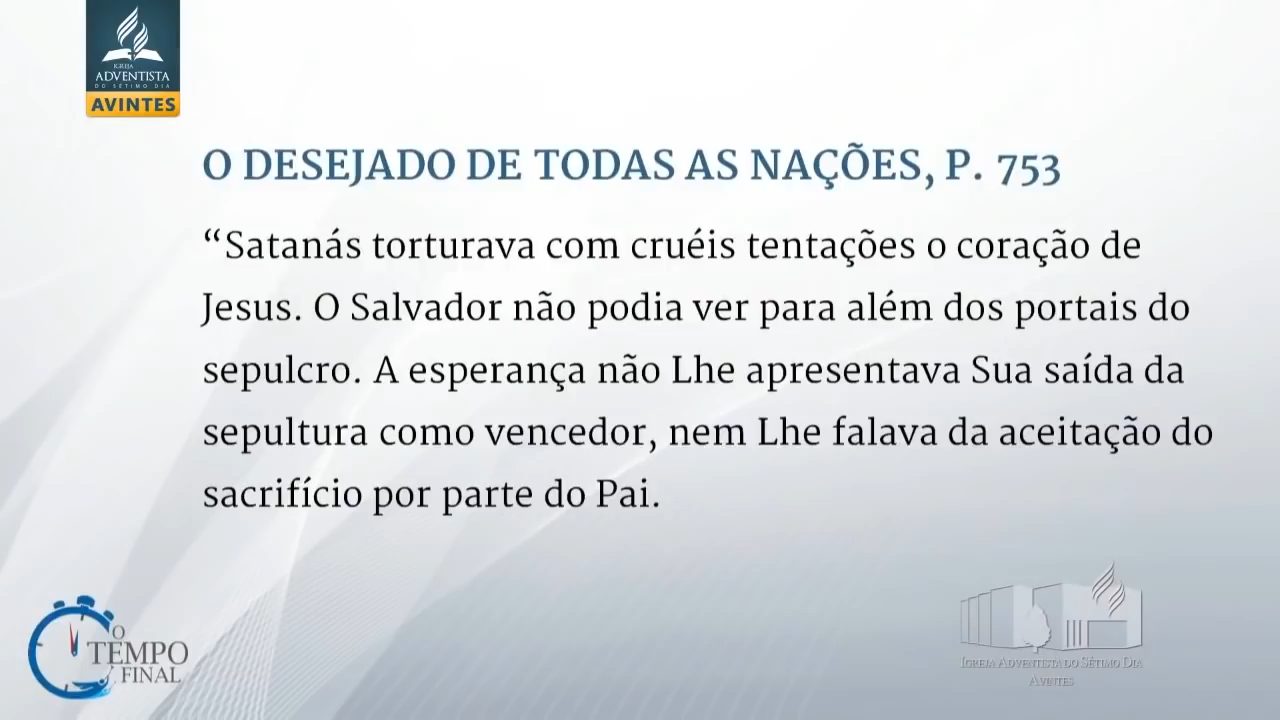 IGREJA
ADVENTISTA
DO SÉTIMO DIA
AVINTES
O DESEJADO DE TODAS AS NAÇÕES, P. 753
“Satanás torturava com cruéis tentações o coração de
Jesus. O Salvador não podia ver para além dos portais do
sepulcro. A esperança não Lhe apresentava Sua saída da
sepultura como vencedor, nem Lhe falava da aceitação do
sacrifício por parte do Pai.
O
TEMPO
FINAL
IGREJA ADVENTISTA DO SÉTIMO DIA
AVINTES